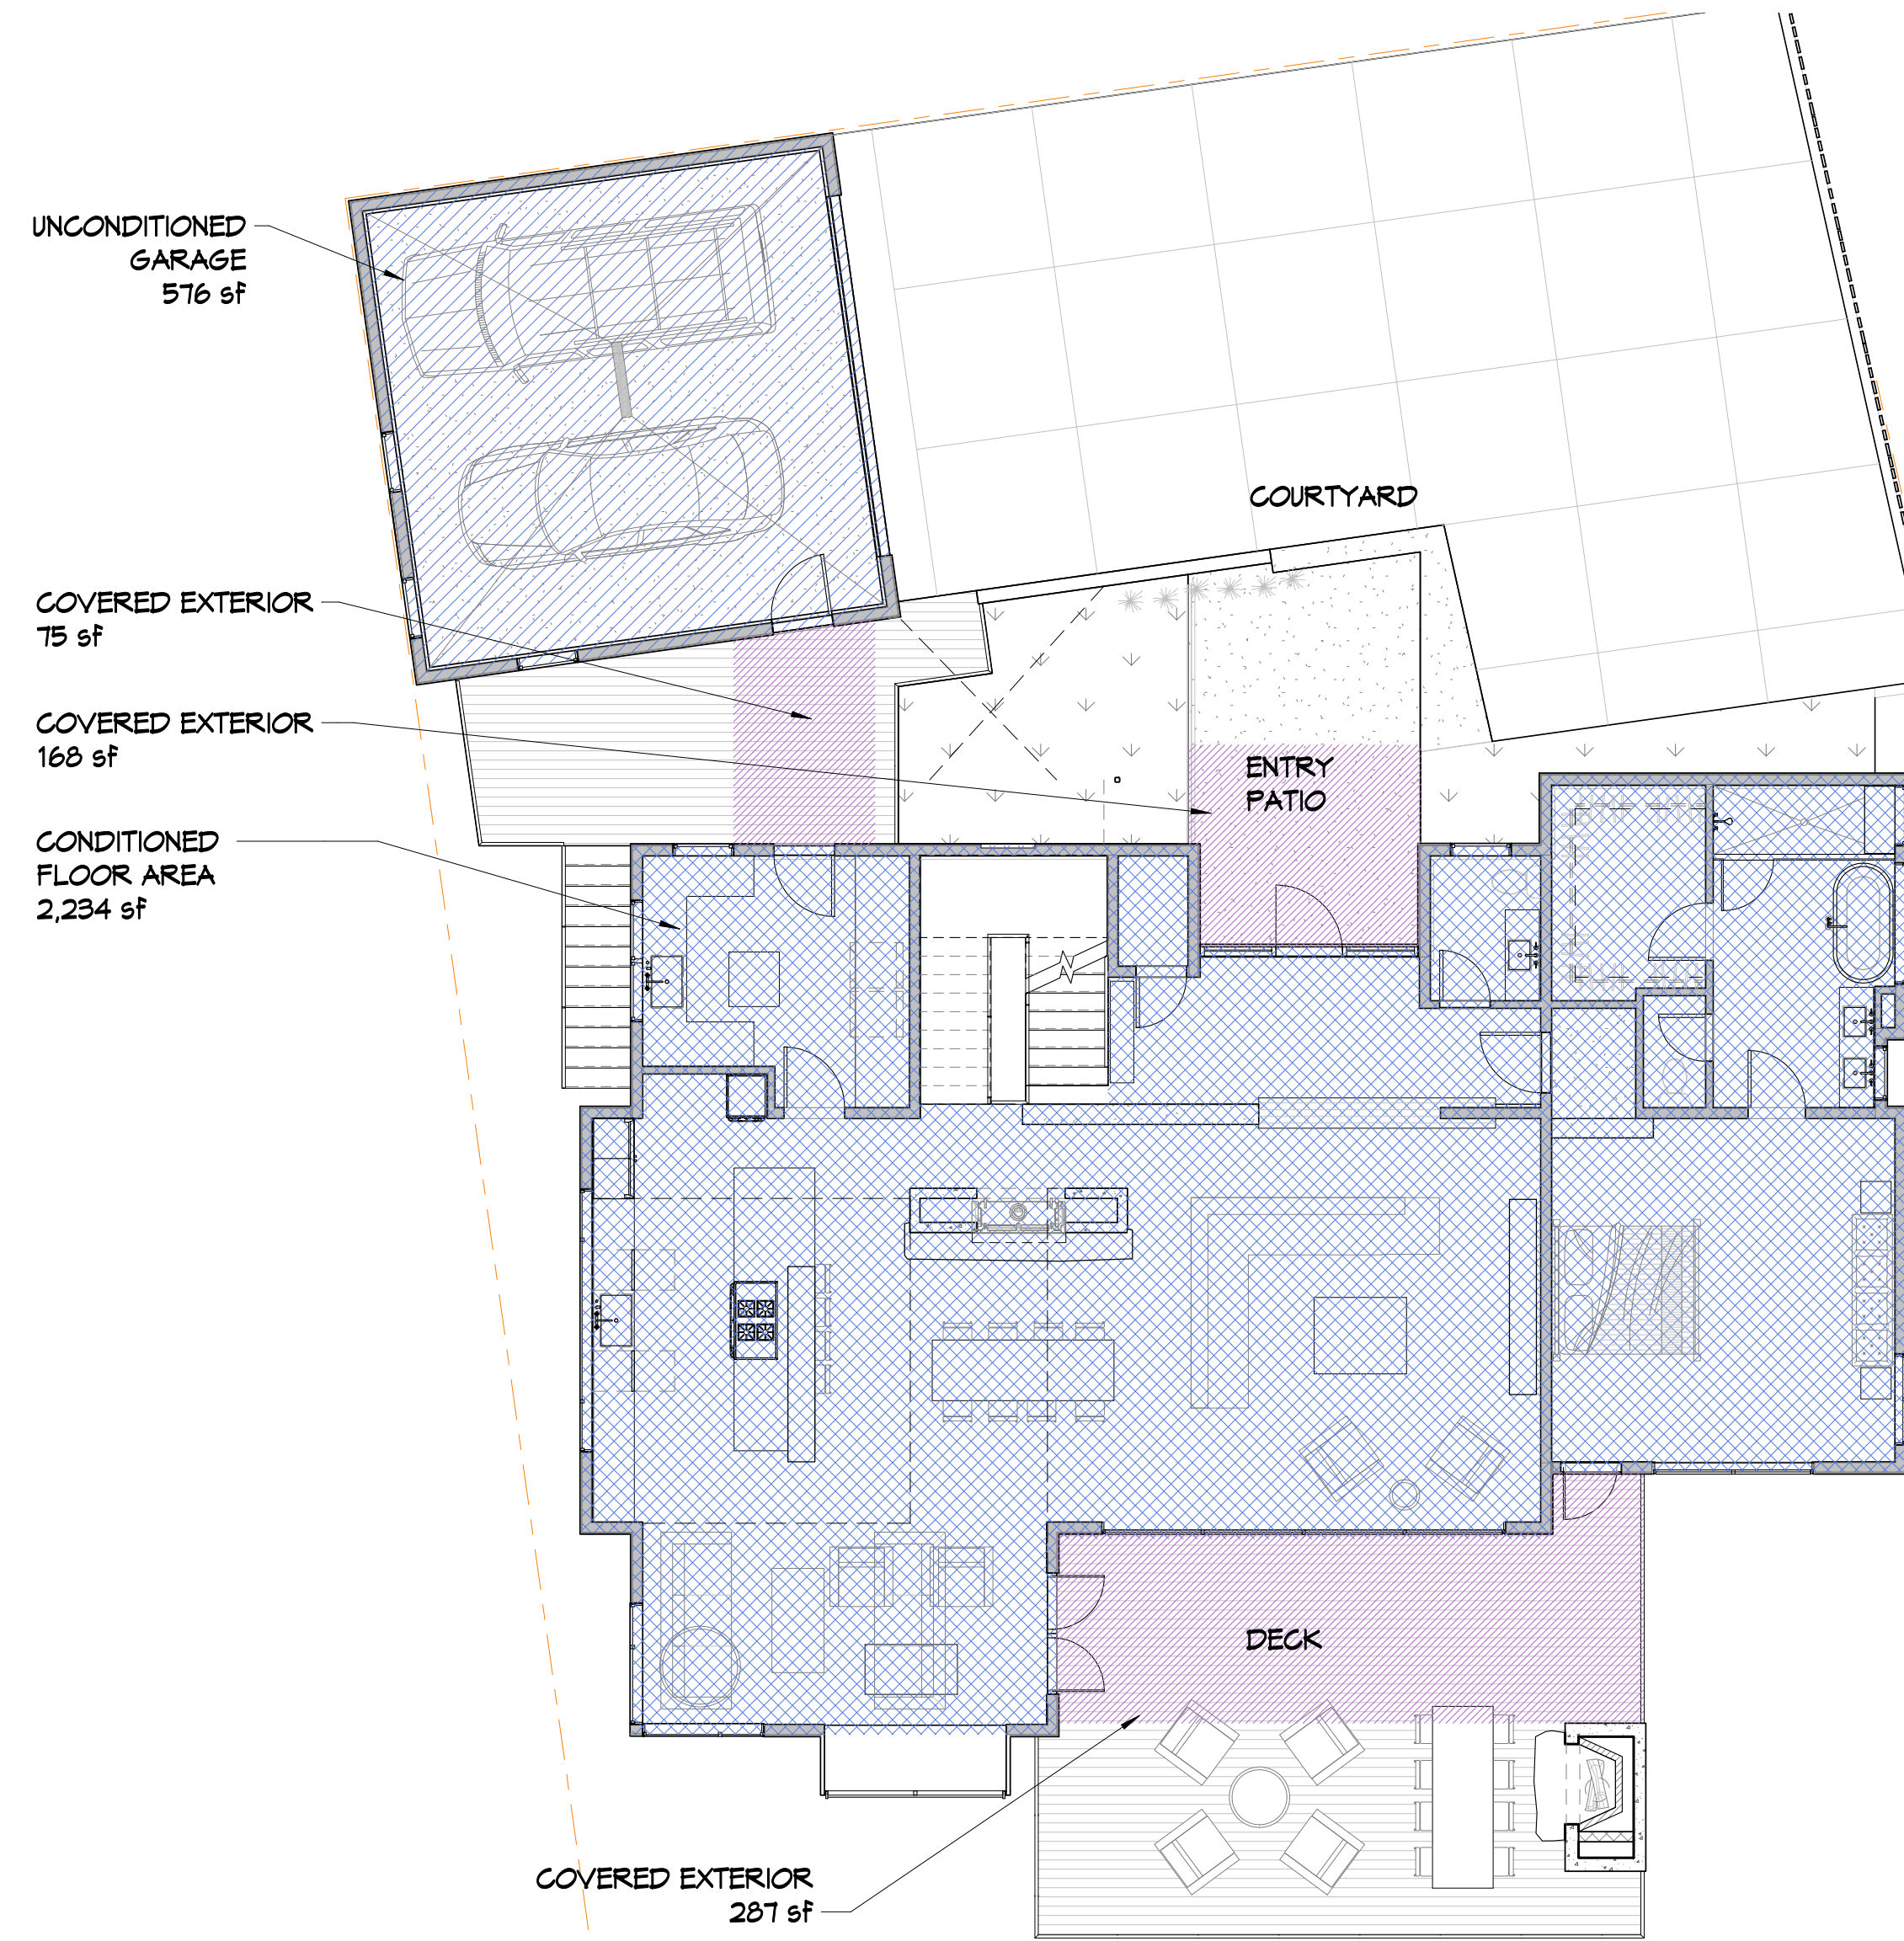 UNCONDITIONED
GARAGE
576 sf
COURTYARD
COVERED EXTERIOR
75 sf
COVERED EXTERIOR
168 sf
ENTRY
PATIO
CONDITIONED
FLOOR AREA
2,234 sf
DECK
COVERED EXTERIOR
287 sf